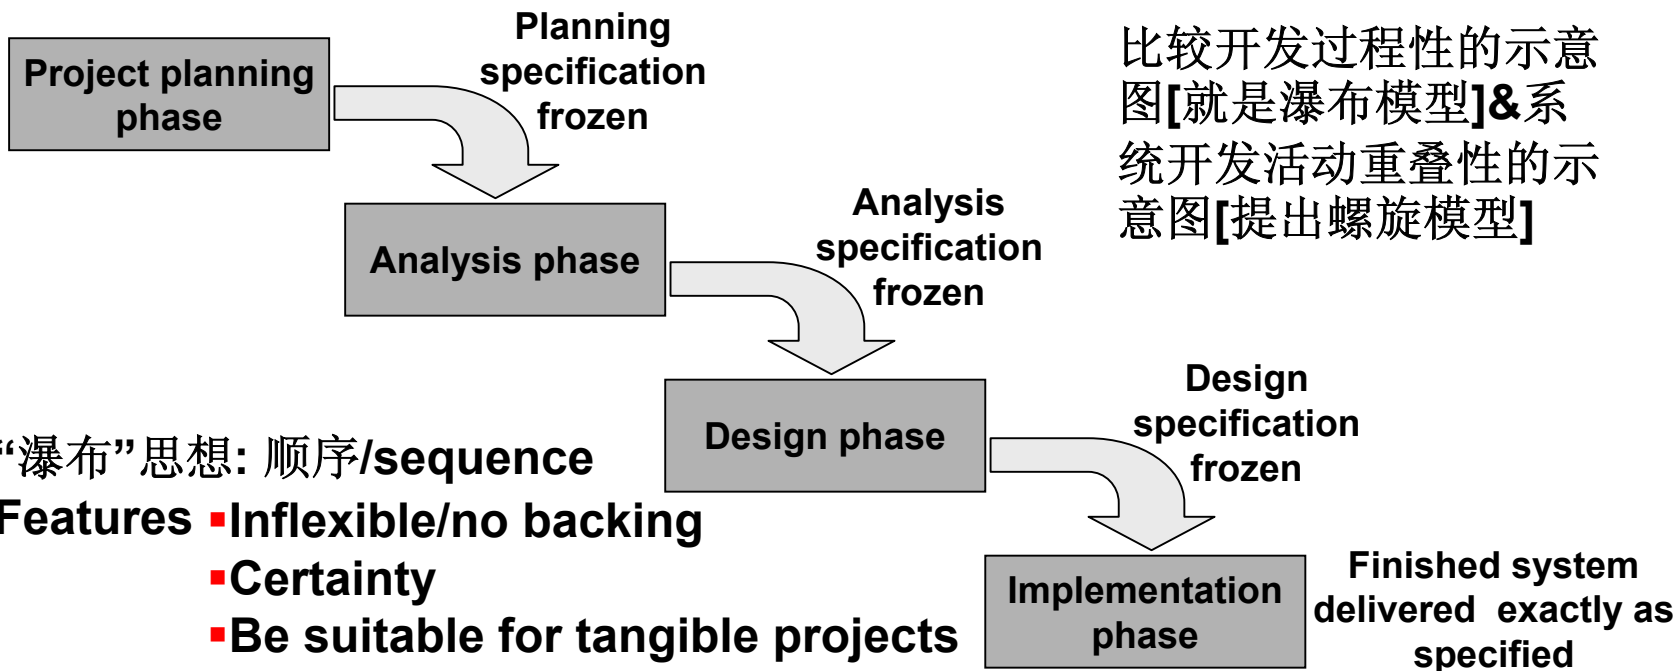 Project planning
phase
Planning
specification
frozen
比较开发过程性的示意
图[就是瀑布模型]&系
统开发活动重叠性的示
意图[提出螺旋模型]
Analysis phase
Analysis
specification
frozen
Design phase
Design
specification
frozen
“瀑布”思想: 顺序/sequence
Features ▪Inflexible/no backing
▪Certainty
▪Be suitable for tangible projects
Implementation
phase
Finished system
delivered exactly as
specified